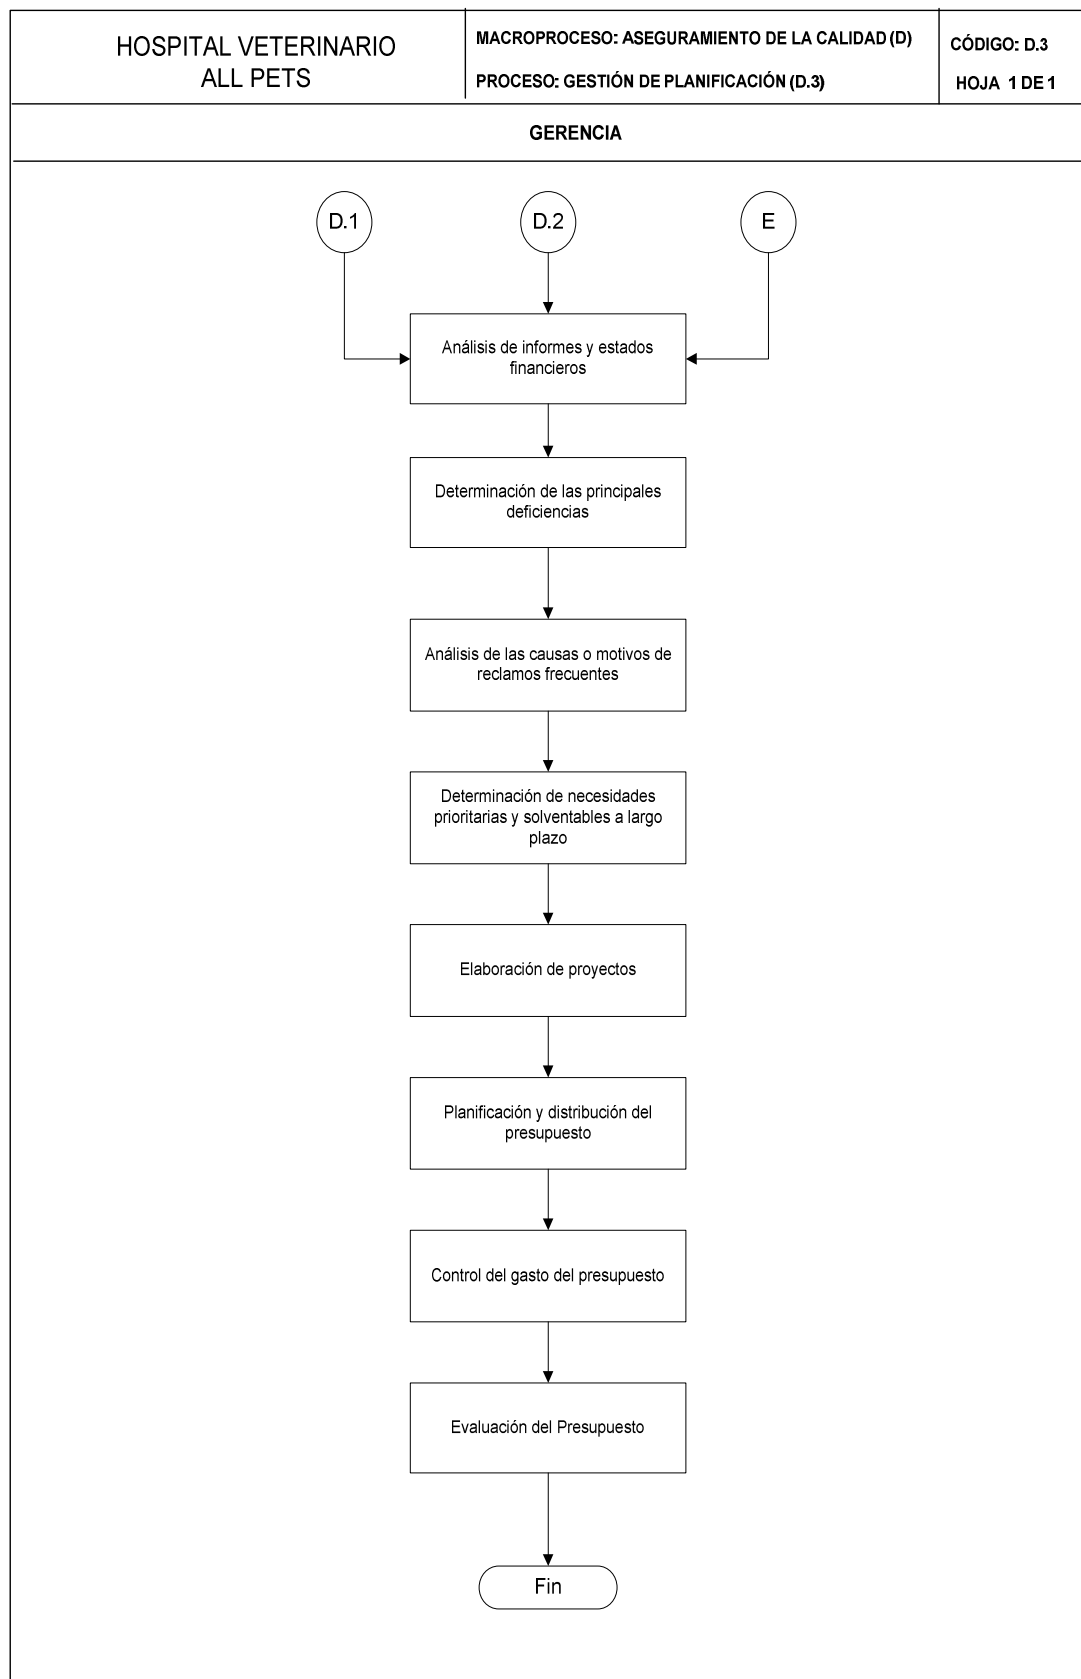 HOSPITAL VETERINARIO
ALL PETS
MACROPROCESO: ASEGURAMIENTO DE LA CALIDAD (D)
PROCESO: GESTIÓN DE PLANIFICACIÓN (D.3)
CÓDIGO: D.3
HOJA 1 DE 1
GERENCIA
D.1
D.2
E
Análisis de informes y estados
financieros
Determinación de las principales
deficiencias
Análisis de las causas o motivos de
reclamos frecuentes
Determinación de necesidades
prioritarias y solventables a largo
plazo
Elaboración de proyectos
Planificación y distribución del
presupuesto
Control del gasto del presupuesto
Evaluación del Presupuesto
Fin